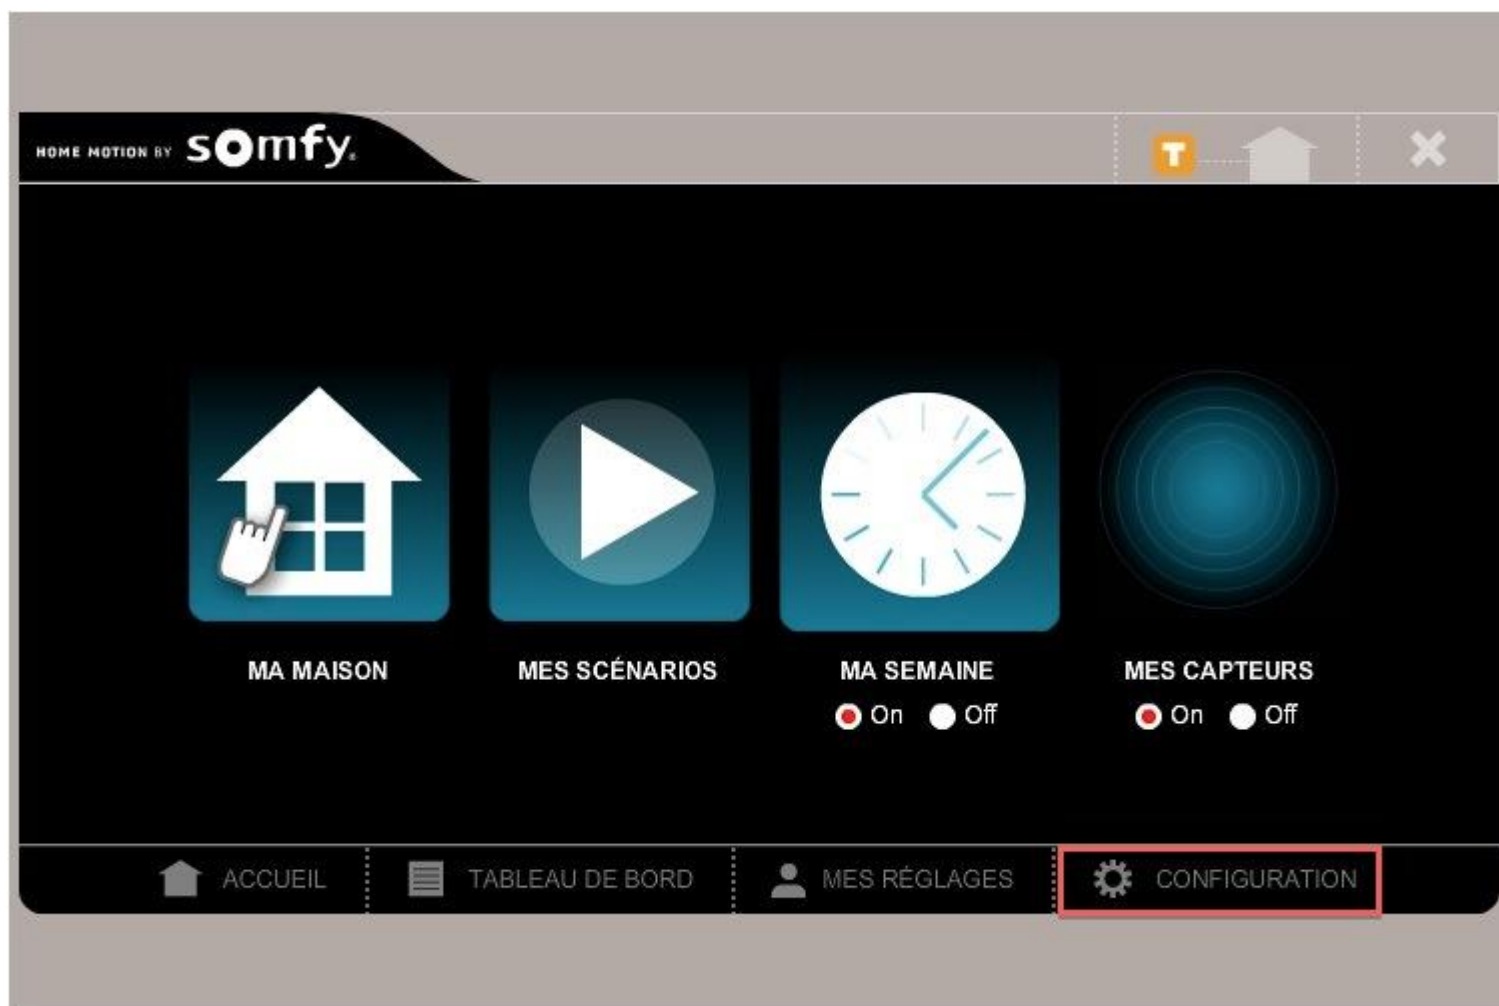 HOME MOTION BY somfy®
T
MA MAISON
MES SCÉNARIOS
MA SEMAINE
On Off
MES CAPTEURS
On Off
ACCUEIL
TABLEAU DE BORD
MES RÉGLAGES
CONFIGURATION